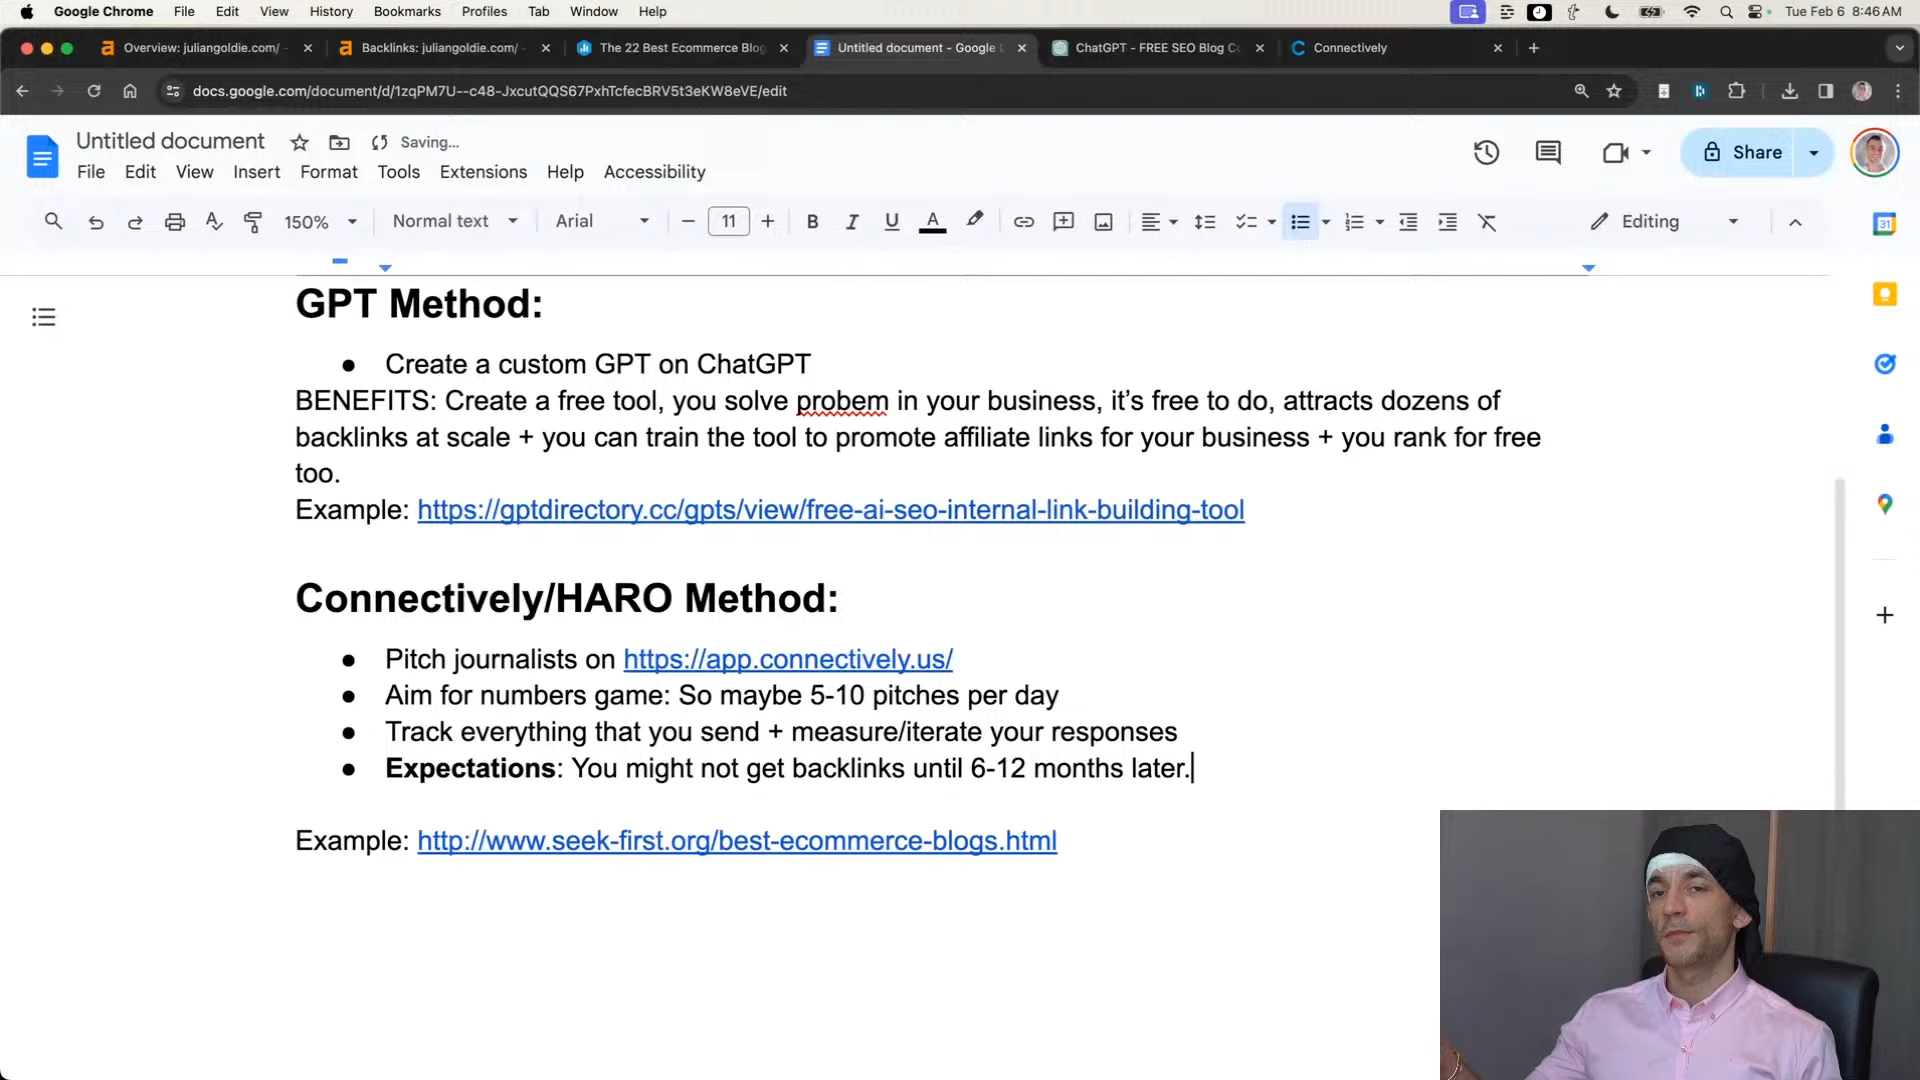 Google Chrome File Edit View History Bookmarks Profiles Tab Window Help Tue Feb 6 8:46 AM
Overview: juliangoldie.com/ Backlinks: juliangoldie.com/ The 22 Best Ecommerce Blog Untitled document - Google ChatGPT - FREE SEO Blog Co Connectively
docs.google.com/document/d/1zqPM7U--c48-JxcutQQS67PxhTcfecBRV5t3eKW8eVE/edit
Untitled document Saving…
File Edit View Insert Format Tools Extensions Help Accessibility
Share
150% Normal text Arial 11 Editing
31
GPT Method:
● Create a custom GPT on ChatGPT
BENEFITS: Create a free tool, you solve probem in your business, it’s free to do, attracts dozens of
backlinks at scale + you can train the tool to promote affiliate links for your business + you rank for free
too.
Example: https://gptdirectory.cc/gpts/view/free-ai-seo-internal-link-building-tool
Connectively/HARO Method:
● Pitch journalists on https://app.connectively.us/
● Aim for numbers game: So maybe 5-10 pitches per day
● Track everything that you send + measure/iterate your responses
● Expectations: You might not get backlinks until 6-12 months later.
Example: http://www.seek-first.org/best-ecommerce-blogs.html